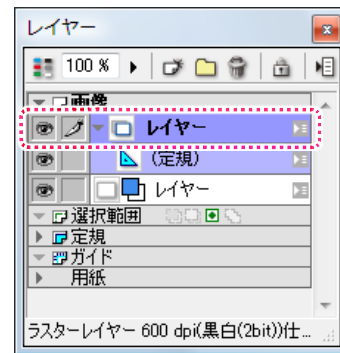 レイヤー
100 %
画像
レイヤー
(定規)
レイヤー
選択範囲
定規
ガイド
用紙
ラスターレイヤー 600 dpi(黒白(2bit))仕...